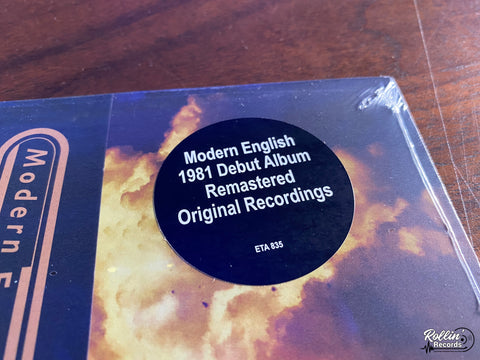 Modern English
1981 Debut Album
Remastered
Original Recordings
ETA 835
Modern E
Rollin'
Records